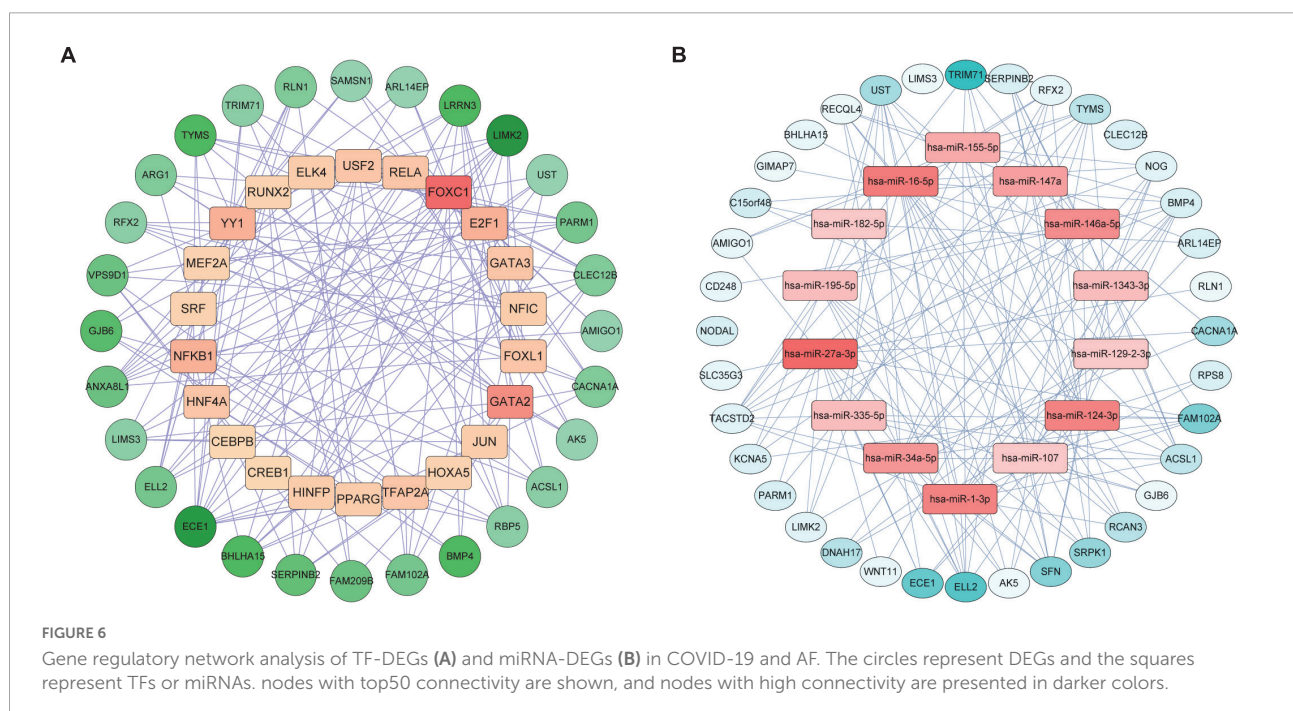 A
B
SAMSN1
ARL14EP
RLN1
LRRN3
TRIM71
LIMK2
TYMS
UST
ARG1
PARM1
RFX2
CLEC12B
VPS9D1
AMIGO1
GJB6
CACNA1A
ANXA8L1
AK5
LIMS3
ACSL1
ELL2
RBP5
ECE1
BMP4
BHLHA15
FAM102A
SERPINB2
FAM209B
USF2
ELK4
RELA
RUNX2
FOXC1
YY1
E2F1
MEF2A
GATA3
SRF
NFIC
NFKB1
FOXL1
HNF4A
GATA2
CEBPB
JUN
CREB1
HOXA5
HINFP
PPARG
TFAP2A
LIMS3
TRIM71
SERPINB2
UST
RFX2
RECQL4
TYMS
BHLHA15
CLEC12B
GIMAP7
NOG
C15orf48
BMP4
AMIGO1
ARL14EP
CD248
RLN1
NODAL
CACNA1A
SLC35G3
RPS8
TACSTD2
FAM102A
KCNA5
ACSL1
PARM1
GJB6
LIMK2
RCAN3
DNAH17
SRPK1
WNT11
SFN
ECE1
ELL2
AK5
hsa-miR-155-5p
hsa-miR-16-5p
hsa-miR-147a
hsa-miR-182-5p
hsa-miR-146a-5p
hsa-miR-195-5p
hsa-miR-1343-3p
hsa-miR-27a-3p
hsa-miR-129-2-3p
hsa-miR-335-5p
hsa-miR-124-3p
hsa-miR-34a-5p
hsa-miR-107
hsa-miR-1-3p
FIGURE 6
Gene regulatory network analysis of TF-DEGs (A) and miRNA-DEGs (B) in COVID-19 and AF. The circles represent DEGs and the squares
represent TFs or miRNAs. nodes with top50 connectivity are shown, and nodes with high connectivity are presented in darker colors.